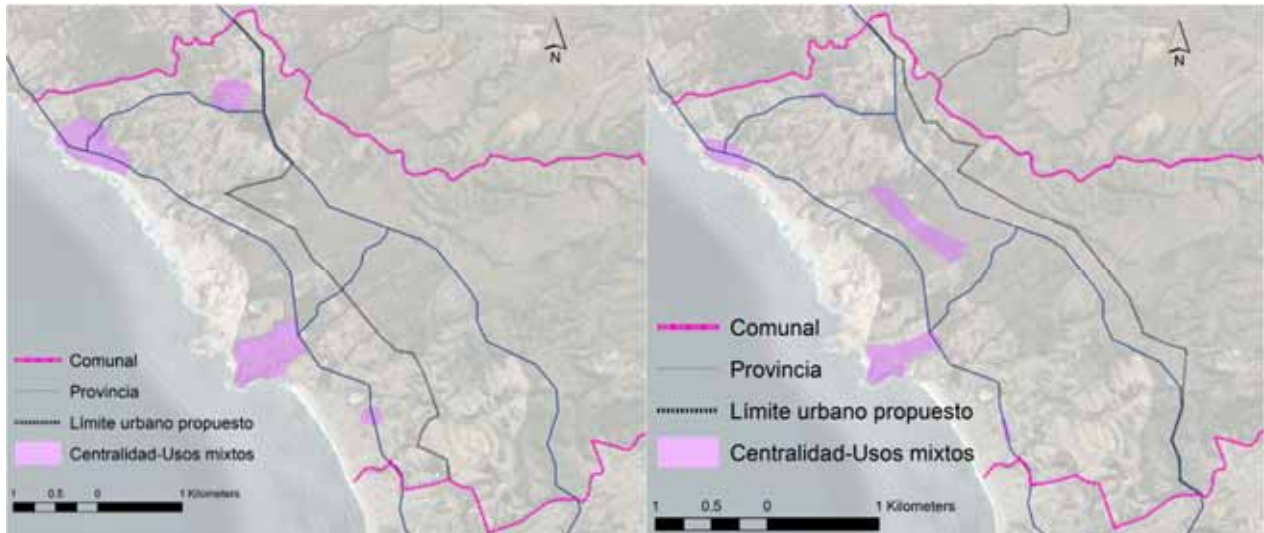 N
Comunal
Provincia
Límite urbano propuesto
Centralidad-Usos mixtos
1 0.5 0 1 Kilometers
N
Comunal
Provincia
Límite urbano propuesto
Centralidad-Usos mixtos
1 0.5 0 1 Kilometers